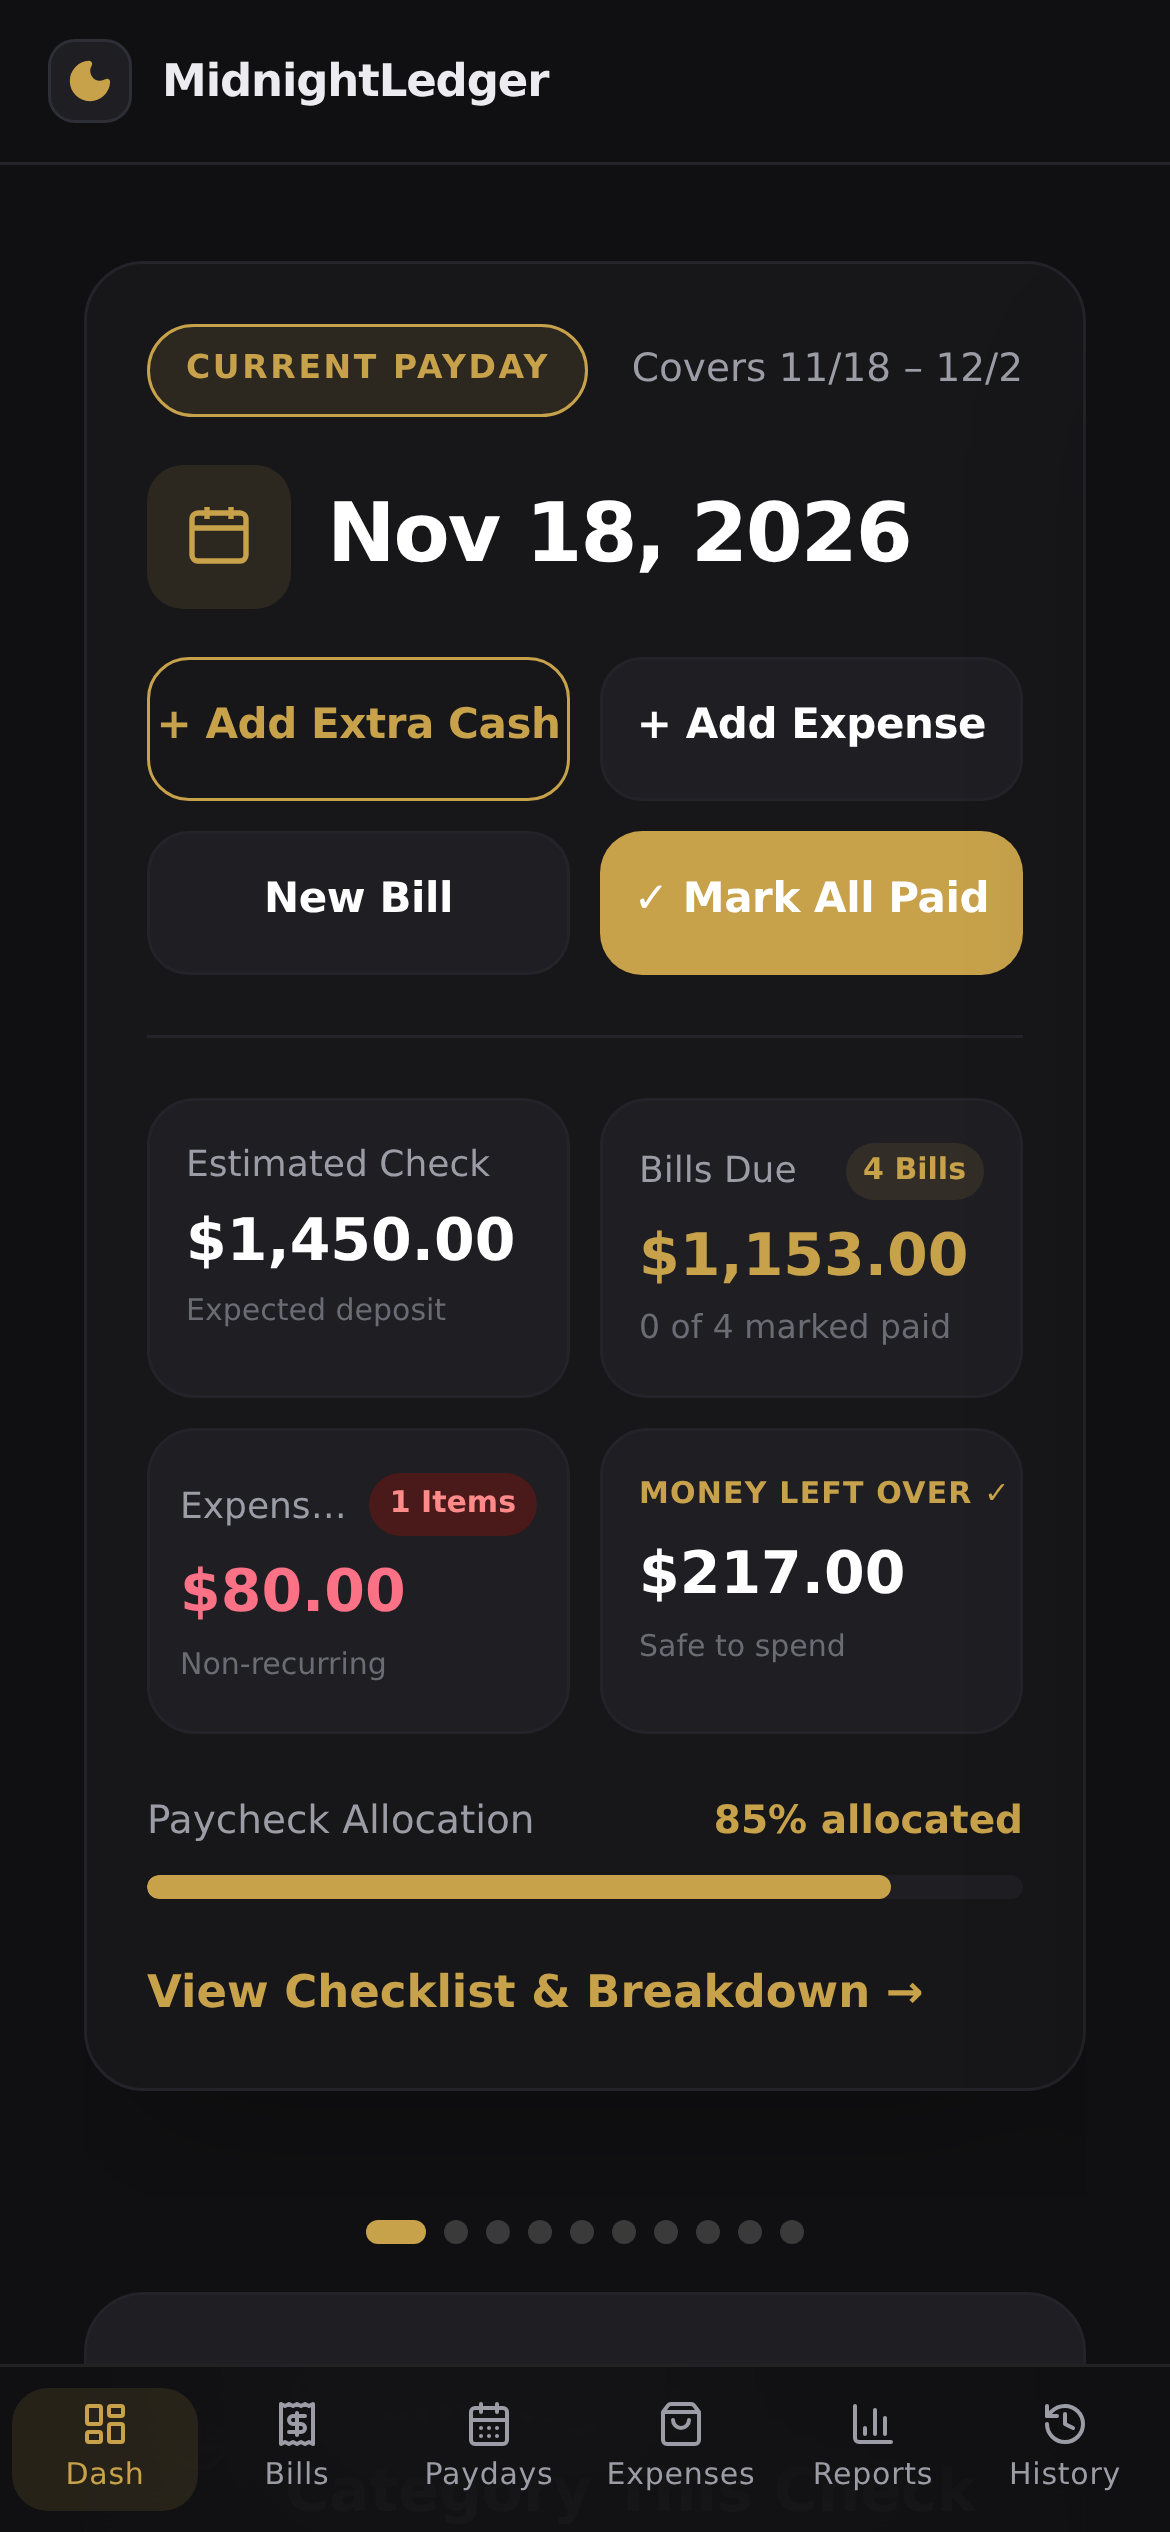 MidnightLedger
CURRENT PAYDAY
Covers 11/18 – 12/2
Nov 18, 2026
+ Add Extra Cash
+ Add Expense
New Bill
✓ Mark All Paid
Estimated Check
$1,450.00
Expected deposit
Bills Due
4 Bills
$1,153.00
0 of 4 marked paid
Expens...
1 Items
$80.00
Non-recurring
MONEY LEFT OVER ✓
$217.00
Safe to spend
Paycheck Allocation
85% allocated
View Checklist & Breakdown →
Category This Check
Dash
Bills
Paydays
Expenses
Reports
History